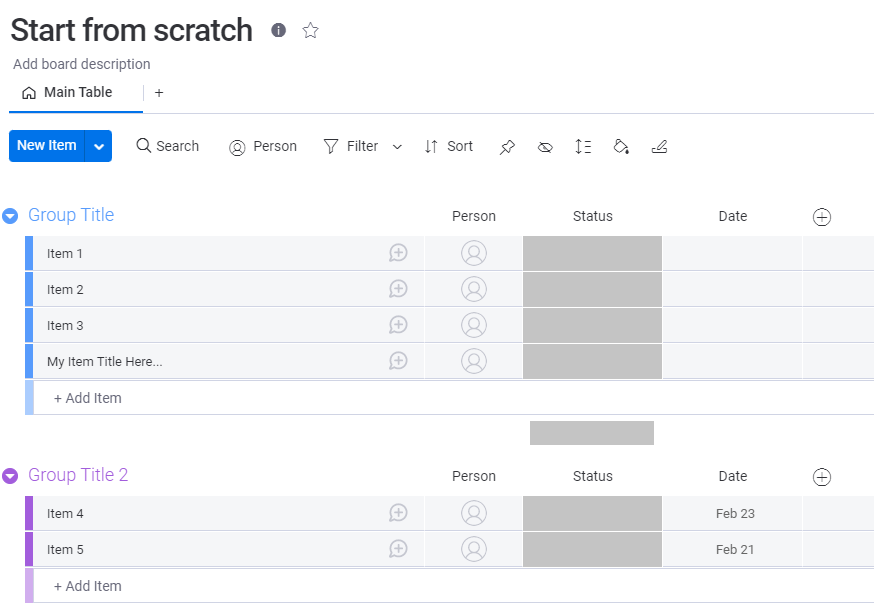 Start from scratch
Add board description
Main Table +
New Item Search Person Filter Sort
Group Title Person Status Date
Item 1
Item 2
Item 3
My Item Title Here...
+ Add Item
Group Title 2 Person Status Date
Item 4 Feb 23
Item 5 Feb 21
+ Add Item